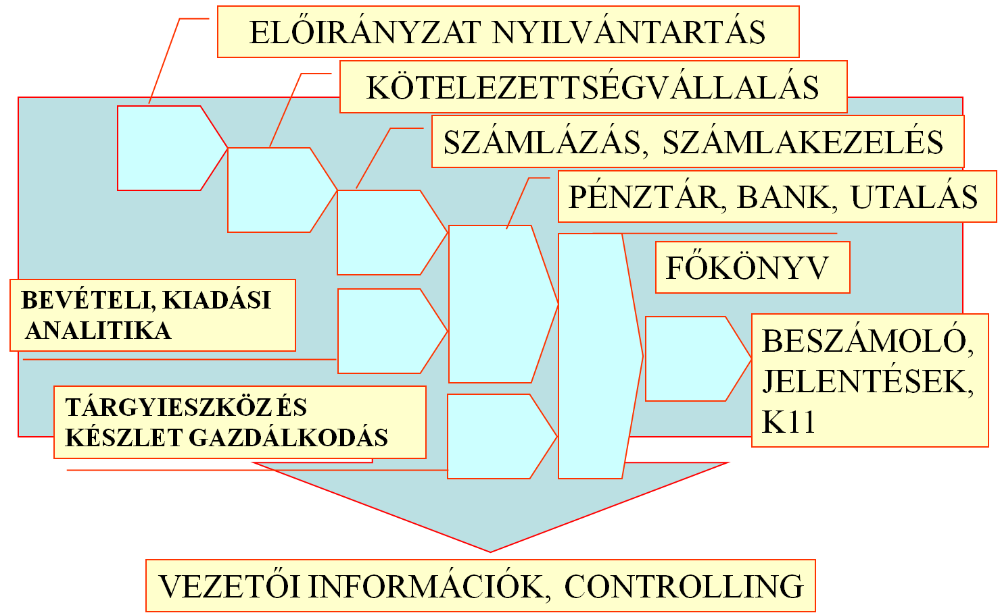 ELŐIRÁNYZAT NYILVÁNTARTÁS
KÖTELEZETTSÉGVÁLLALÁS
SZÁMLÁZÁS, SZÁMLAKEZELÉS
PÉNZTÁR, BANK, UTALÁS
FŐKÖNYV
BEVÉTELI, KIADÁSI
ANALITIKA
BESZÁMOLÓ,
JELENTÉSEK,
K11
TÁRGYIESZKÖZ ÉS
KÉSZLET GAZDÁLKODÁS
VEZETŐI INFORMÁCIÓK, CONTROLLING